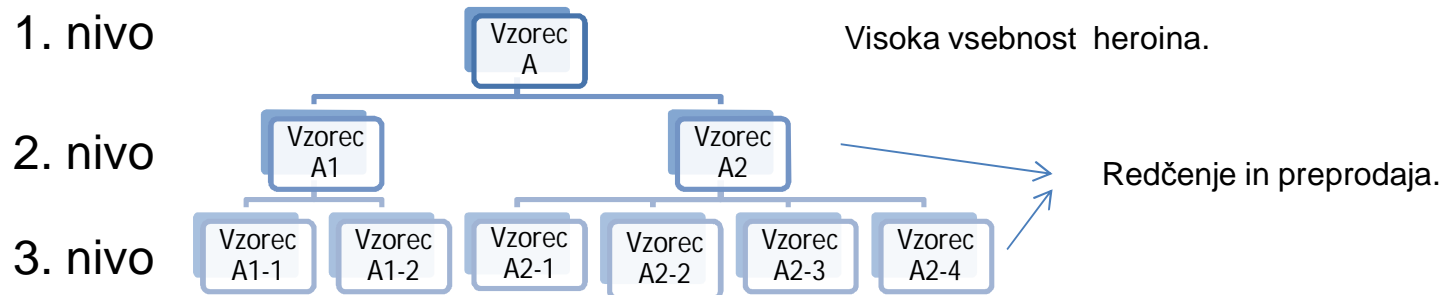 1. nivo
Vzorec
A
Visoka vsebnost heroina.
2. nivo
Vzorec
A1
Vzorec
A2
Redčenje in preprodaja.
3. nivo
Vzorec
A1-1
Vzorec
A1-2
Vzorec
A2-1
Vzorec
A2-2
Vzorec
A2-3
Vzorec
A2-4